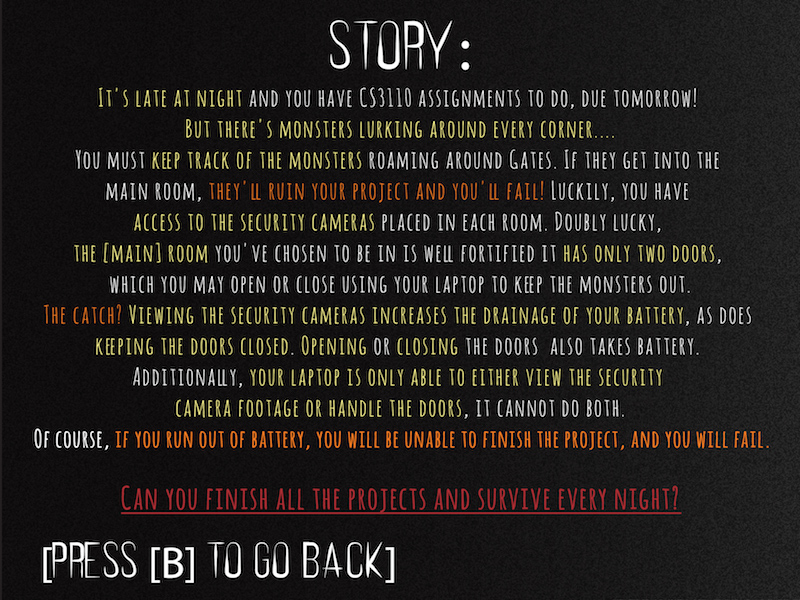 STORY:
It's late at night and you have CS3110 assignments to do, due tomorrow!
But there's monsters lurking around every corner....
You must keep track of the monsters roaming around Gates. If they get into the
main room, they'll ruin your project and you'll fail! Luckily, you have
access to the security cameras placed in each room. Doubly lucky,
the [main] room you've chosen to be in is well fortified it has only two doors,
which you may open or close using your laptop to keep the monsters out.
The catch? Viewing the security cameras increases the drainage of your battery, as does
keeping the doors closed. Opening or closing the doors also takes battery.
Additionally, your laptop is only able to either view the security
camera footage or handle the doors, it cannot do both.
Of course, if you run out of battery, you will be unable to finish the project, and you will fail.
Can you finish all the projects and survive every night?
[PRESS [B] TO GO BACK]